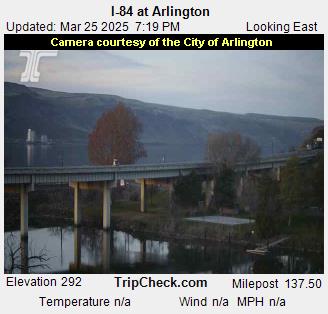 I-84 at Arlington
Updated: Mar 25 2025 7:19 PM Looking East
Camera courtesy of the City of Arlington
Elevation 292 TripCheck.com Milepost 137.50
Temperature n/a Wind n/a MPH n/a